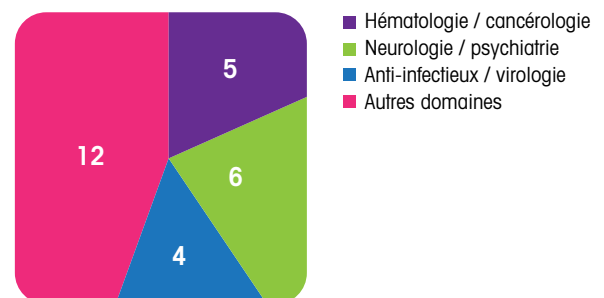 5
6
4
12
Hématologie / cancérologie
Neurologie / psychiatrie
Anti-infectieux / virologie
Autres domaines